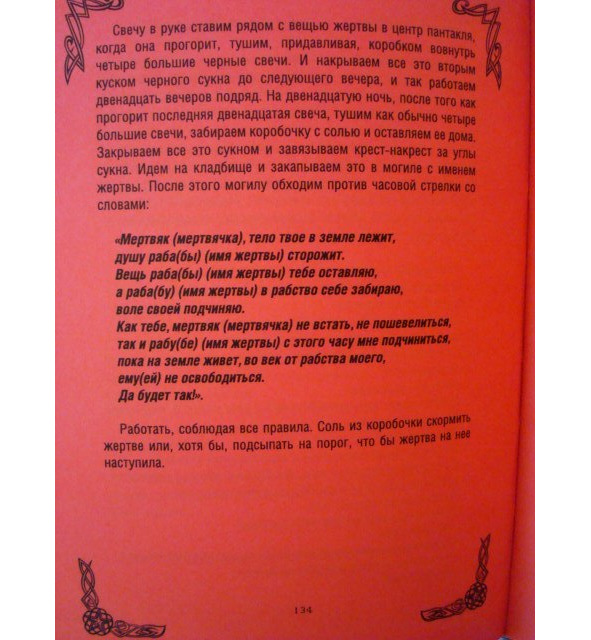 Свечу в руке ставим рядом с вещью жертвы в центр пантакля,
когда она прогорит, тушим, придавливая, коробком вовнутрь
четыре большие черные свечи. И накрываем все это вторым
куском черного сукна до следующего вечера, и так работаем
двенадцать вечеров подряд. На двенадцатую ночь, после того как
прогорит последняя двенадцатая свеча, тушим как обычно четыре
большие свечи, забираем коробочку с солью и оставляем ее дома.
Закрываем все это сукном и завязываем крест-накрест за углы
сукна. Идем на кладбище и закапываем это в могиле с именем
жертвы. После этого могилу обходим против часовой стрелки со
словами:
«Мертвяк (мертвячка), тело твое в земле лежит,
душу раба(бы) (имя жертвы) сторожит.
Вещь раба(бы) (имя жертвы) тебе оставляю,
а раба(бу) (имя жертвы) в рабство себе забираю,
воле своей подчиняю.
Как тебе, мертвяк (мертвячка) не встать, не пошевелиться,
так и рабу(бе) (имя жертвы) с этого часу мне подчиниться,
пока на земле живет, во век от рабства моего,
ему(ей) не освободиться.
Да будет так!».
Работать, соблюдая все правила. Соль из коробочки скормить
жертве или, хотя бы, подсыпать на порог, что бы жертва на нее
наступила.
134